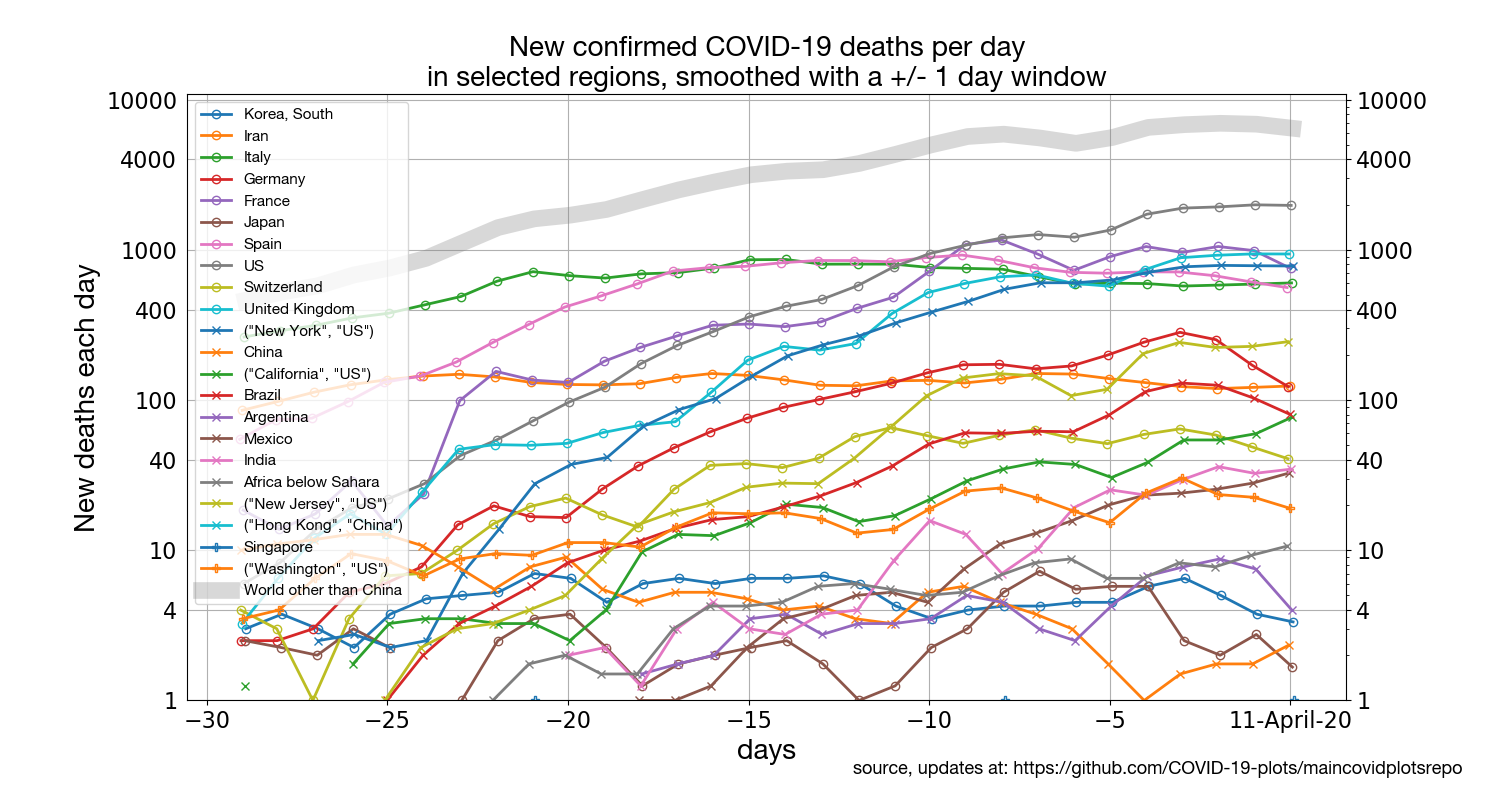 New confirmed COVID-19 deaths per day
in selected regions, smoothed with a +/- 1 day window
New deaths each day
10000
4000
1000
400
100
40
10
4
1
Korea, South
Iran
Italy
Germany
France
Japan
Spain
US
Switzerland
United Kingdom
("New York", "US")
China
("California", "US")
Brazil
Argentina
Mexico
India
Africa below Sahara
("New Jersey", "US")
("Hong Kong", "China")
Singapore
("Washington", "US")
World other than China
10000
4000
1000
400
100
40
10
4
1
−30 −25 −20 −15 −10 −5 11-April-20
days
source, updates at: https://github.com/COVID-19-plots/maincovidplotsrepo